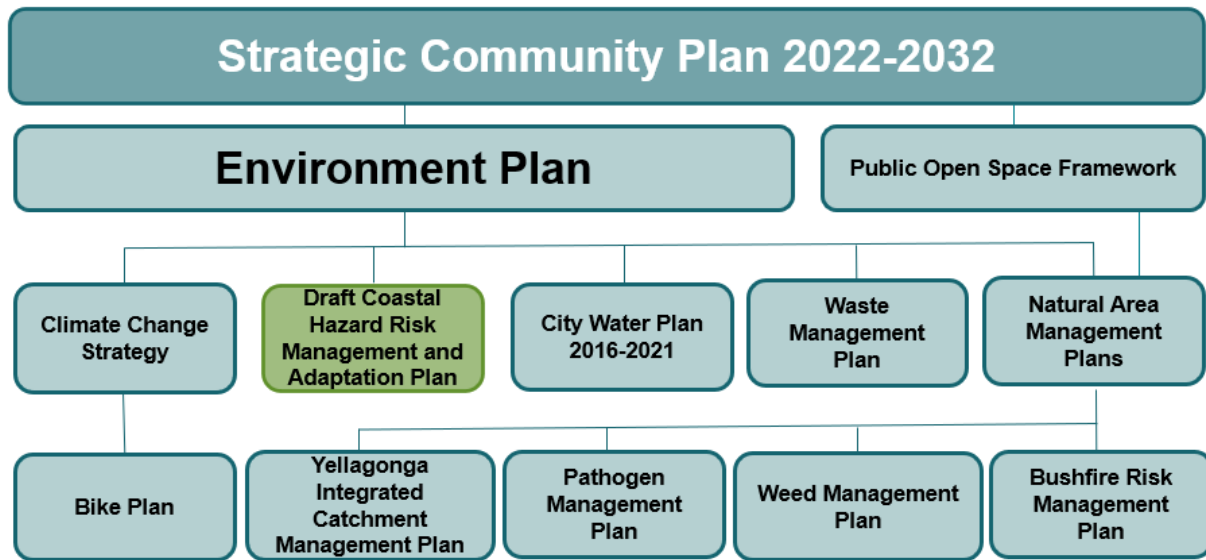 Strategic Community Plan 2022-2032
Environment Plan
Public Open Space Framework
Climate Change
Strategy
Draft Coastal
Hazard Risk
Management and
Adaptation Plan
City Water Plan
2016-2021
Waste
Management
Plan
Natural Area
Management
Plans
Bike Plan
Yellagonga
Integrated
Catchment
Management Plan
Pathogen
Management
Plan
Weed Management
Plan
Bushfire Risk
Management
Plan